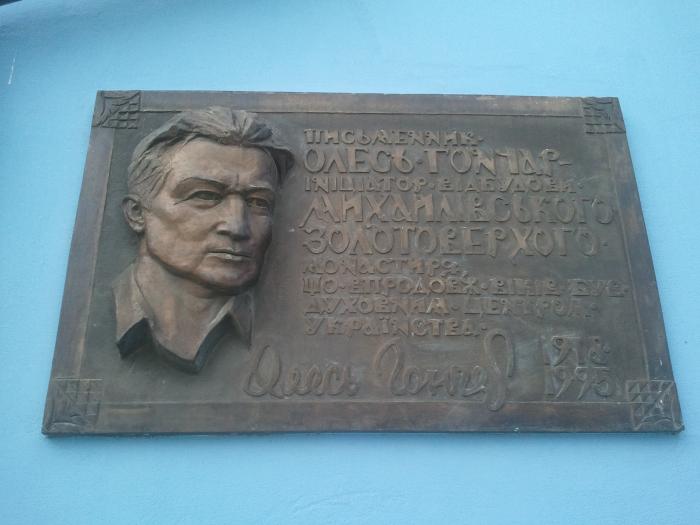 ПИСЬМЕННИК
ОЛЕСЬ ГОНЧАР–
ІНІЦІАТОР ВІДБУДОВИ
МИХАЙЛІВСЬКОГО
ЗОЛОТОВЕРХОГО
МОНАСТИРЯ,
ЩО ВПРОДОВЖ ВІКІВ БУВ
ДУХОВНИМ ЦЕНТРОМ
УКРАЇНСТВА
Олесь Гончар
1918
1995